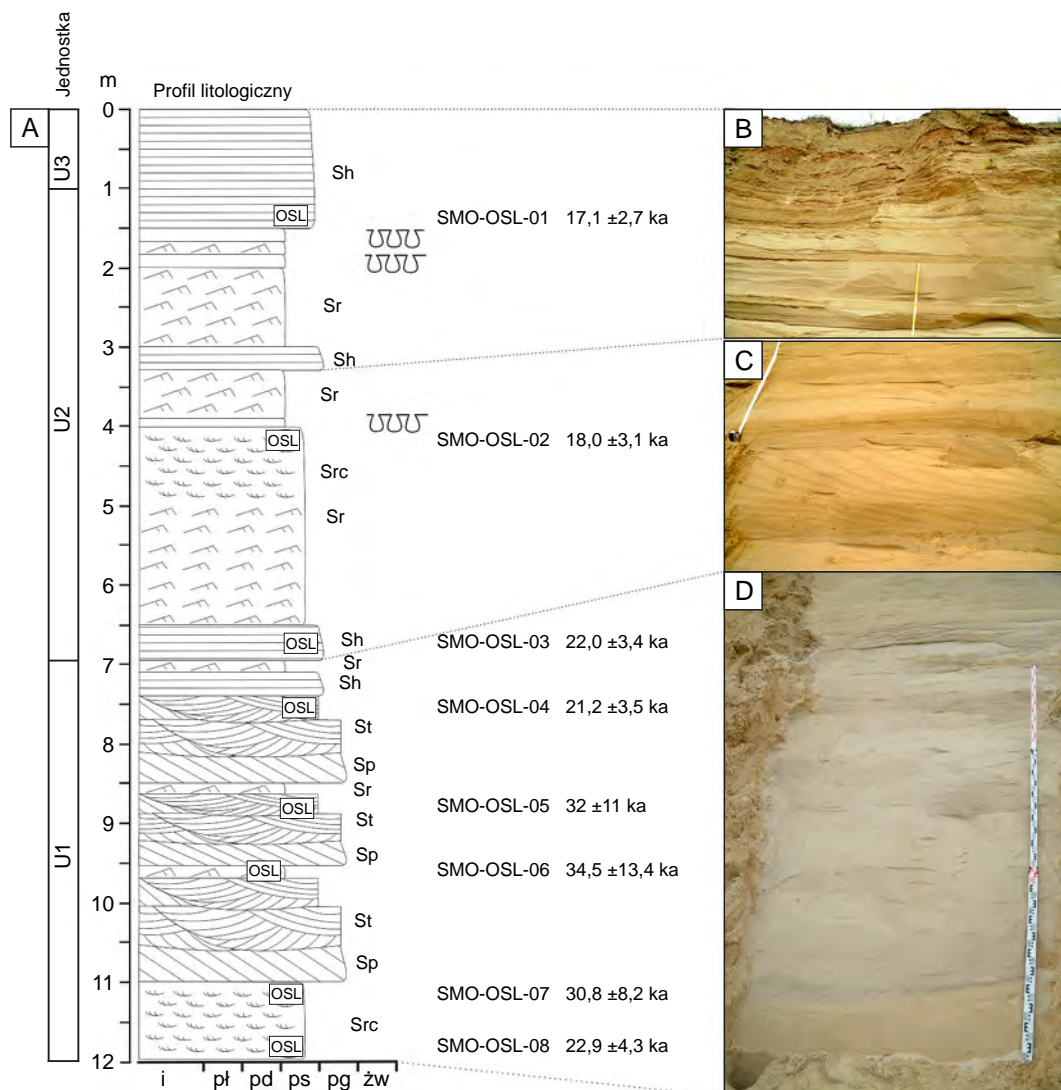 Jednostka
m
Profil litologiczny
A
B
C
D
U3
U2
U1
0
1
2
3
4
5
6
7
8
9
10
11
12
Sh
OSL
SMO-OSL-01 17,1 ±2,7 ka
Sr
Sh
Sr
OSL
SMO-OSL-02 18,0 ±3,1 ka
Src
Sr
Sh
OSL
SMO-OSL-03 22,0 ±3,4 ka
Sr
Sh
OSL
SMO-OSL-04 21,2 ±3,5 ka
St
Sp
Sr
OSL
SMO-OSL-05 32 ±11 ka
St
Sp
OSL
SMO-OSL-06 34,5 ±13,4 ka
St
Sp
OSL
SMO-OSL-07 30,8 ±8,2 ka
Src
OSL
SMO-OSL-08 22,9 ±4,3 ka
i pł pd ps pg żw